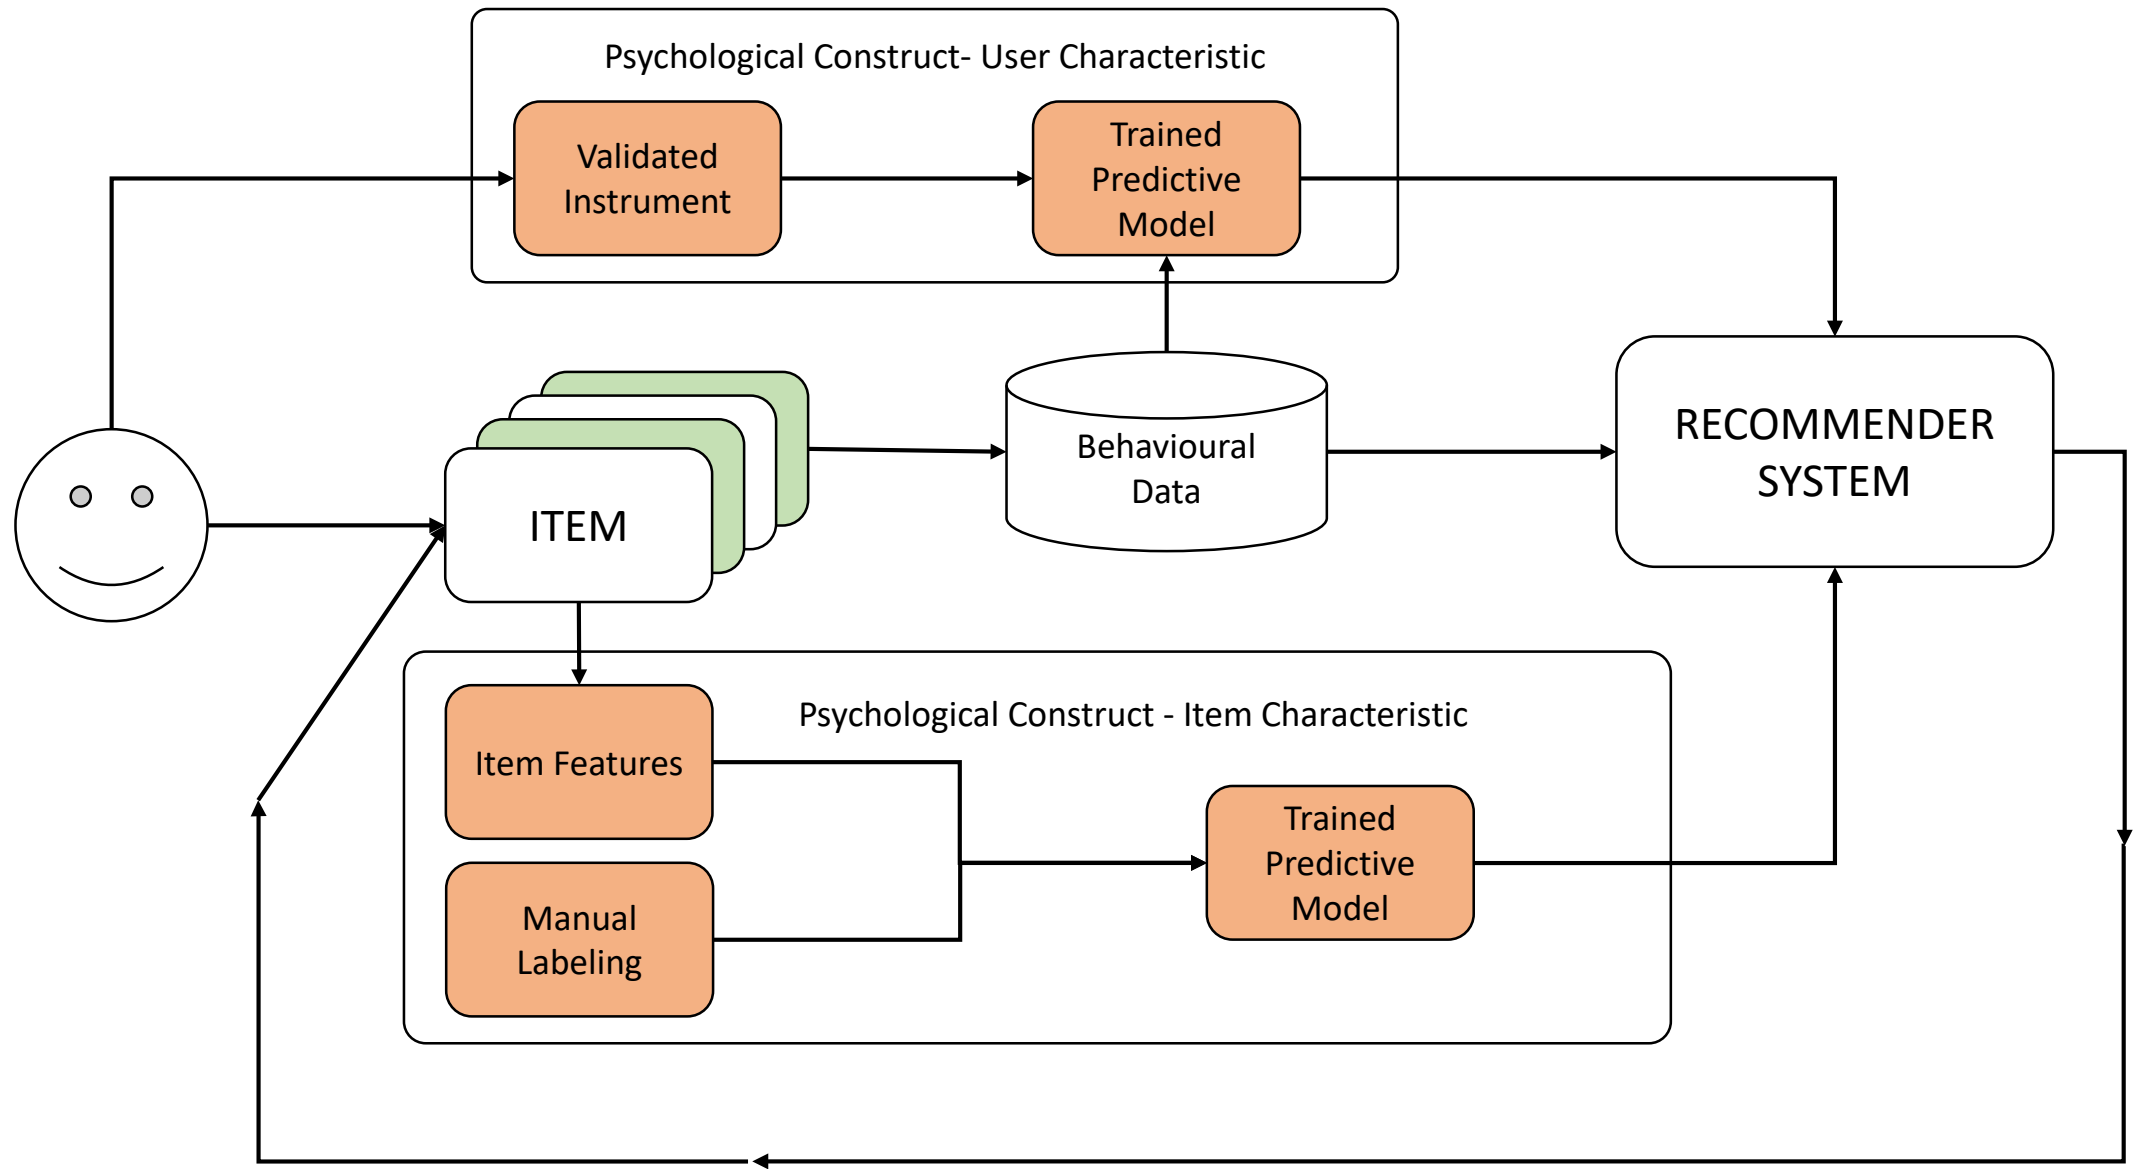 Psychological Construct- User Characteristic
Validated
Instrument
Trained
Predictive
Model
ITEM
Behavioural
Data
RECOMMENDER
SYSTEM
Psychological Construct - Item Characteristic
Item Features
Manual
Labeling
Trained
Predictive
Model